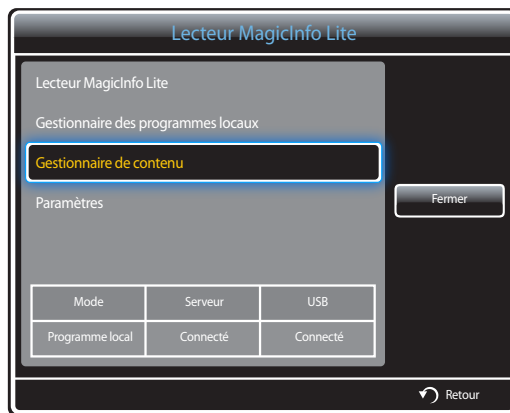 Lecteur MagicInfo Lite
Lecteur MagicInfo Lite
Gestionnaire des programmes locaux
Gestionnaire de contenu
Paramètres
Fermer
Mode Serveur USB
Programme local Connecté Connecté
Retour